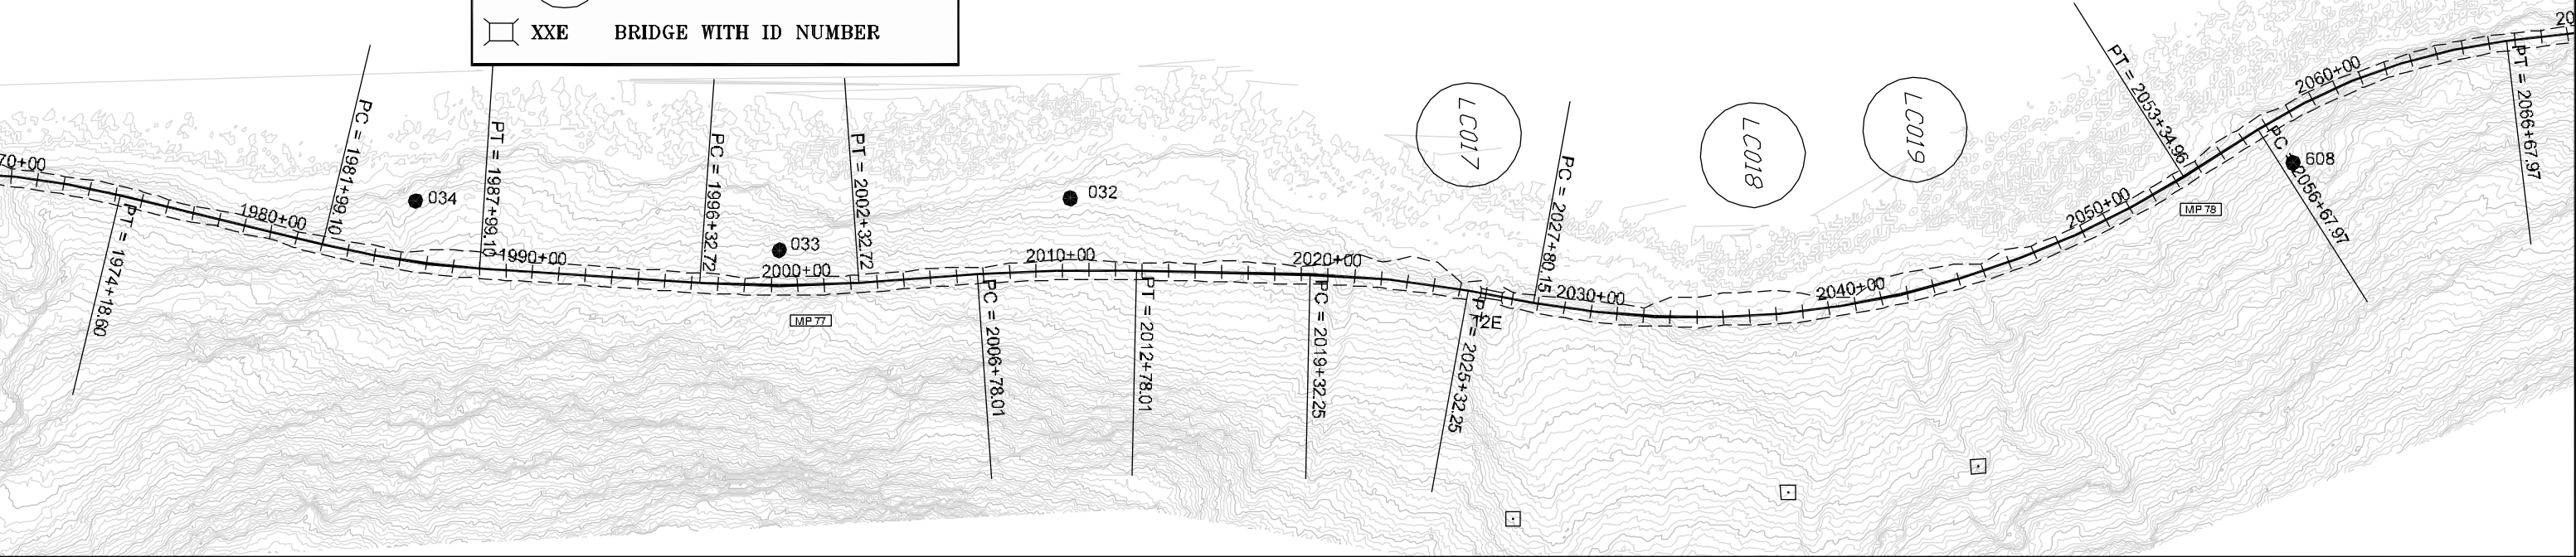 XXE BRIDGE WITH ID NUMBER
70+00
PT = 1974+18.60
1980+00
PC = 1981+99.10
034
PT = 1987+99.10
1990+00
PC = 1996+32.72
033
2000+00
MP 77
PT = 2002+32.72
PC = 2006+78.01
2010+00
032
PT = 2012+78.01
2020+00
PC = 2019+32.25
LC017
PT = 2025+32.25
12E
PC = 2027+80.15
2030+00
LC018
2040+00
LC019
2050+00
MP 78
PT = 2053+34.96
PC = 2056+67.97
608
2060+00
PT = 2066+67.97
20